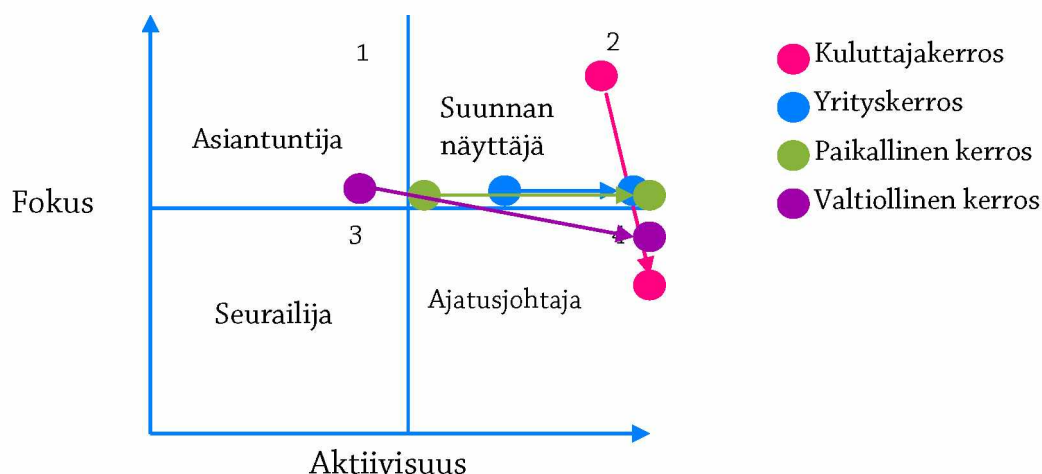 1
2
Suunnan
näyttäjä
Asiantuntija
Fokus
3
4
Seurailija
Ajatusjohtaja
Aktiivisuus
Kuluttajakerros
Yrityskerros
Paikallinen kerros
Valtiollinen kerros